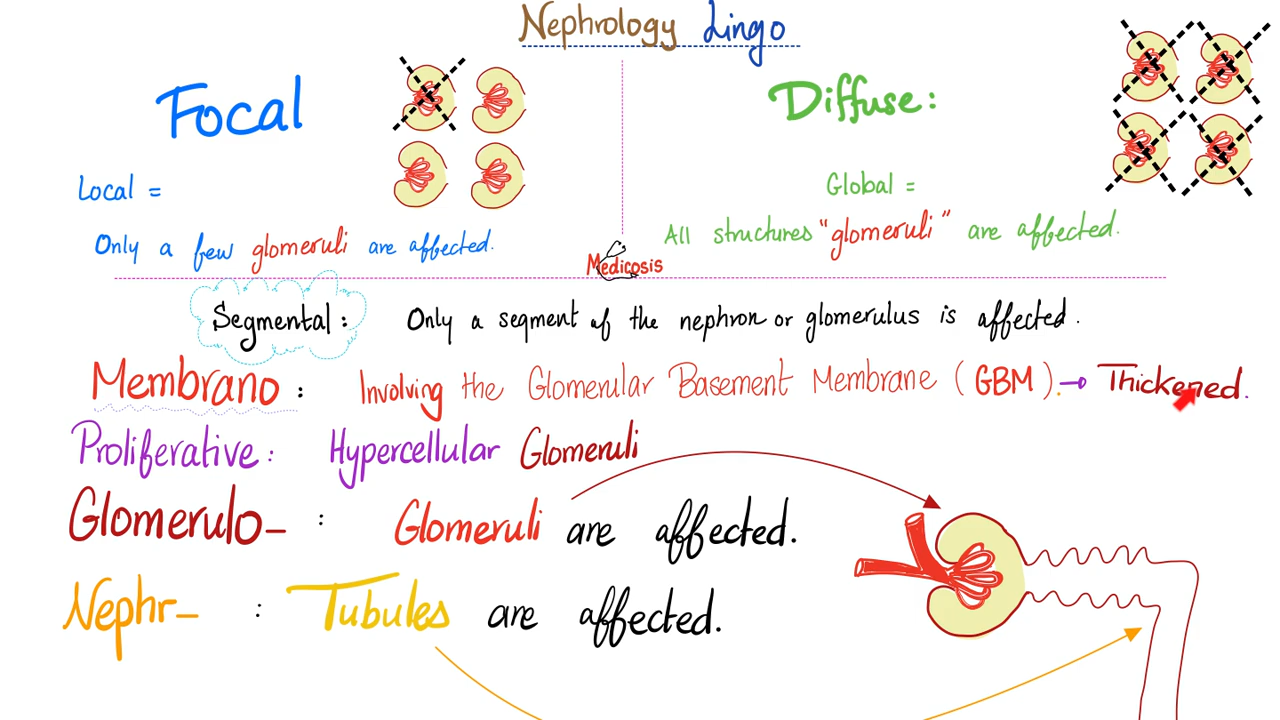 Nephrology Lingo
Focal
Local =
Only a few glomeruli are affected.
Diffuse:
Global =
All structures "glomeruli" are affected.
Medicosis
Segmental: Only a segment of the nephron or glomerulus is affected.
Membrano: Involving the Glomerular Basement Membrane (GBM). → Thickened.
Proliferative: Hypercellular Glomeruli
Glomerulo- : Glomeruli are affected.
Nephr- : Tubules are affected.